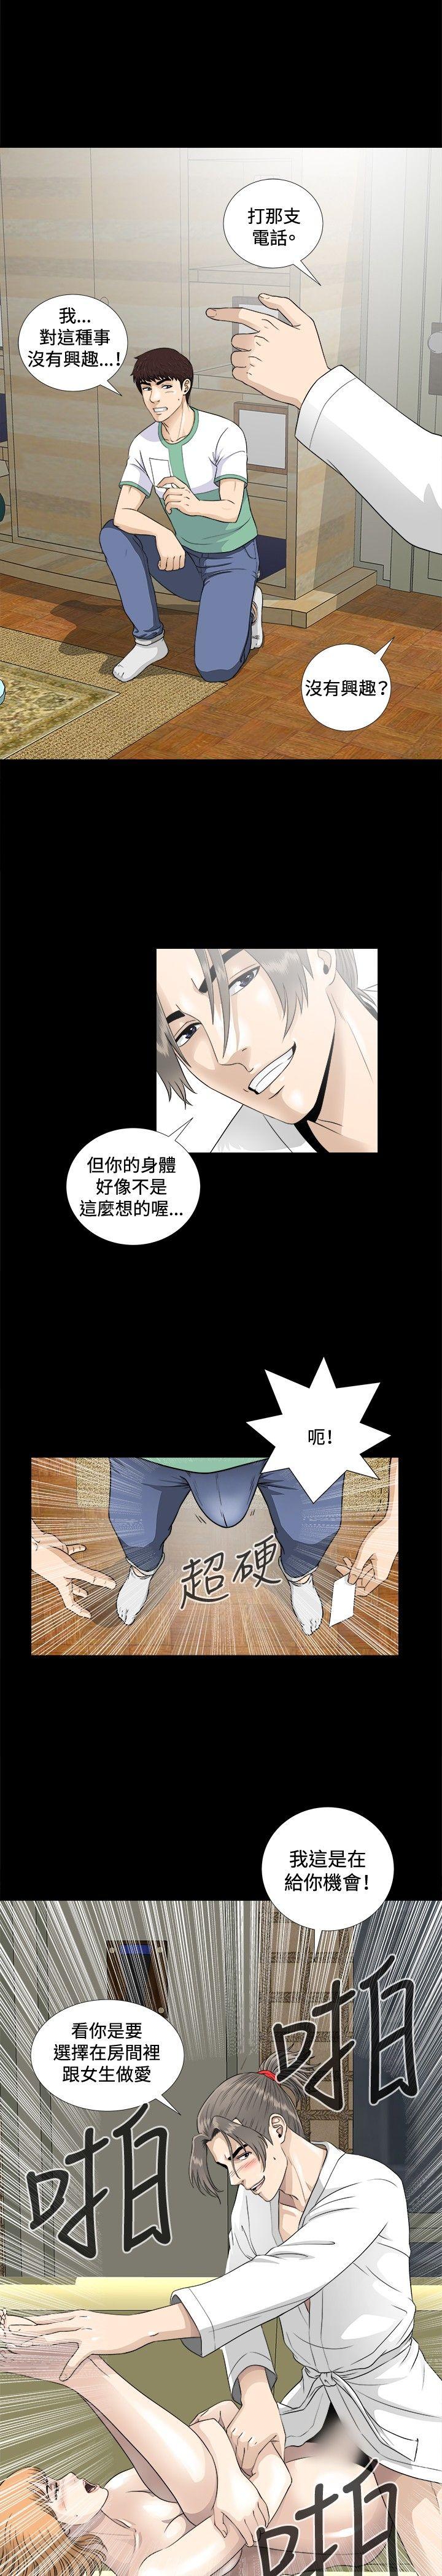 打那支
電話。
我...
對這種事
沒有興趣...!
沒有興趣?
但你的身體
好像不是
這麼想的喔...
呃!
超硬
我這是在
給你機會!
啪
看你是要
選擇在房間裡
跟女生做愛
啪
啪